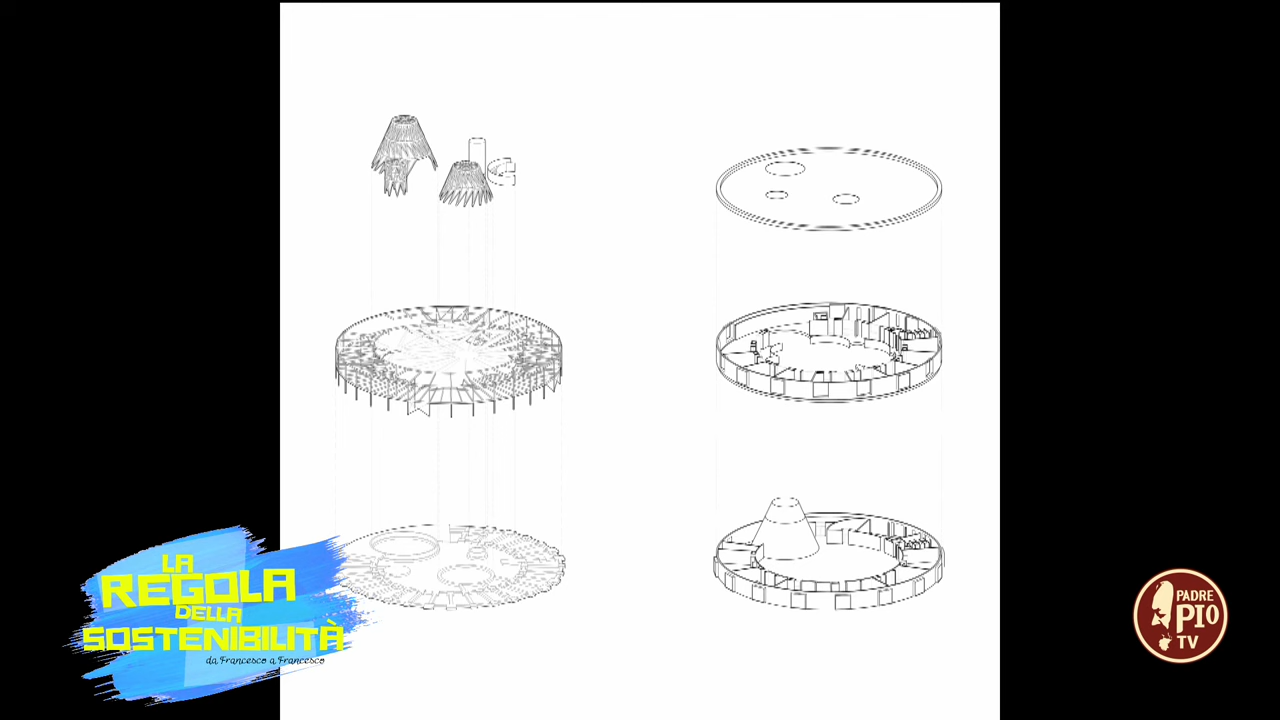 LA
REGOLA
DELLA
SOSTENIBILITÀ
da Francesco a Francesco
PADRE
PIO
TV